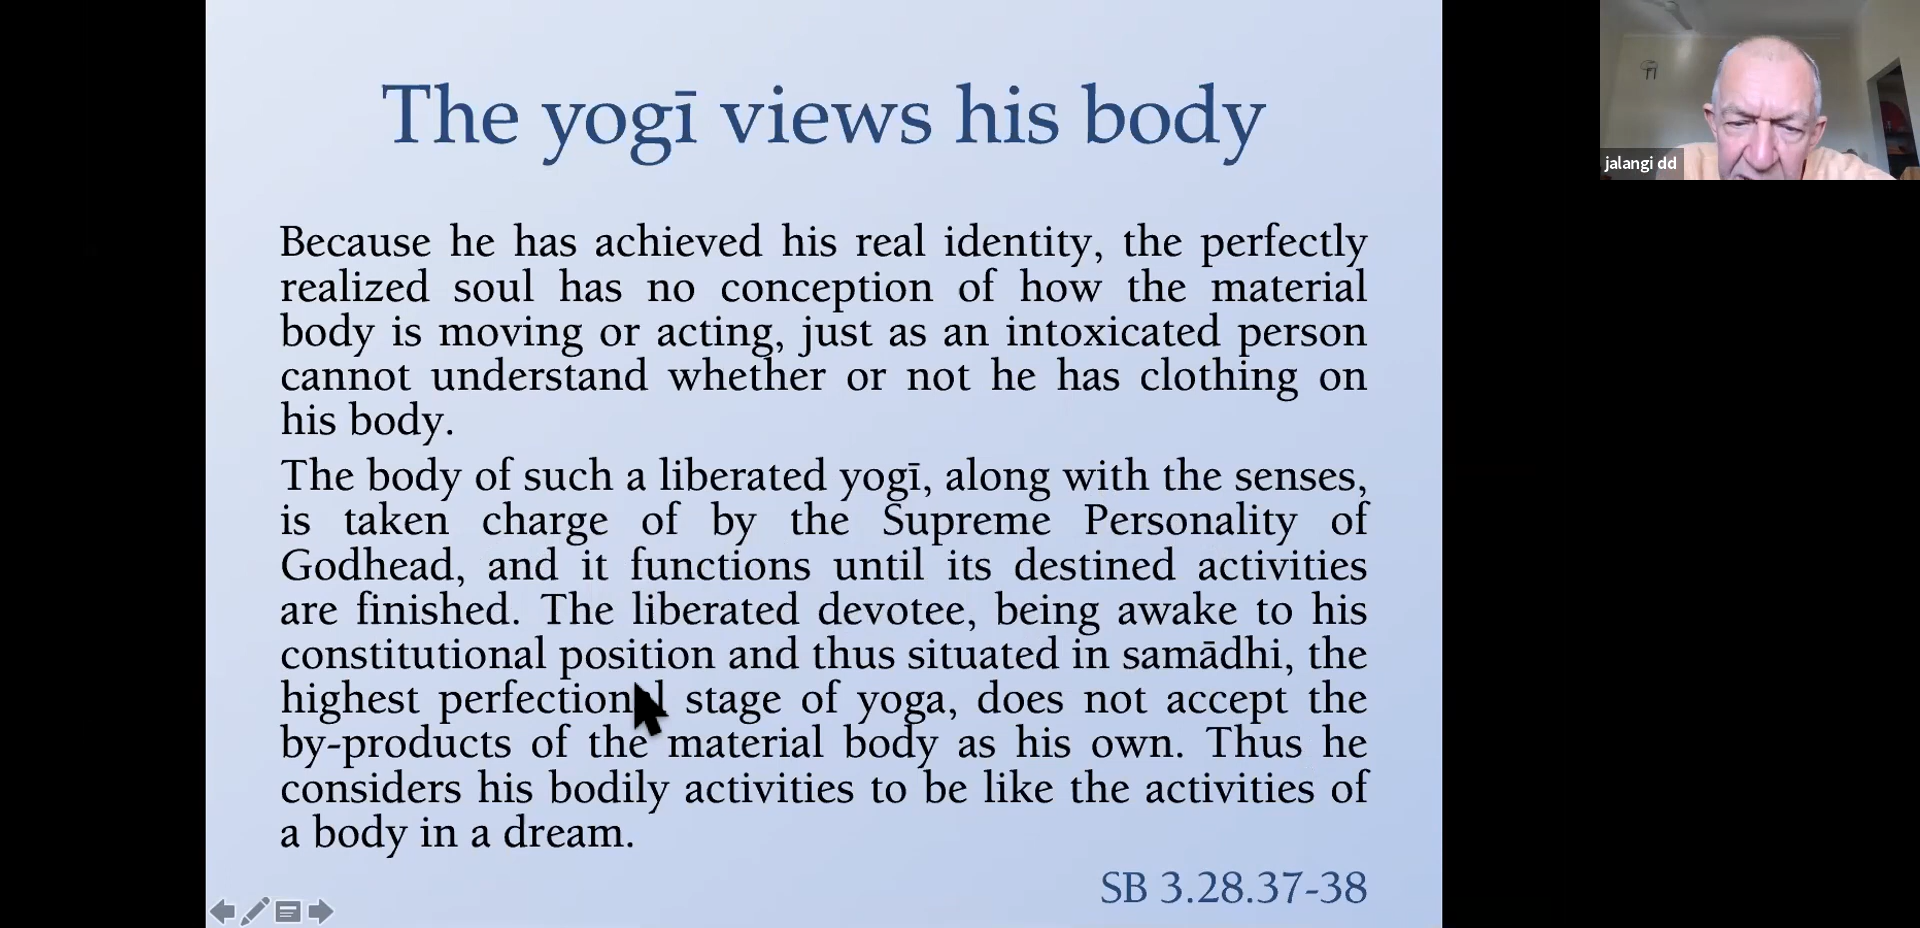 The yogī views his body
Because he has achieved his real identity, the perfectly
realized soul has no conception of how the material
body is moving or acting, just as an intoxicated person
cannot understand whether or not he has clothing on
his body.
The body of such a liberated yogī, along with the senses,
is taken charge of by the Supreme Personality of
Godhead, and it functions until its destined activities
are finished. The liberated devotee, being awake to his
constitutional position and thus situated in samādhi, the
highest perfectional stage of yoga, does not accept the
by-products of the material body as his own. Thus he
considers his bodily activities to be like the activities of
a body in a dream.
SB 3.28.37-38
jalangi dd